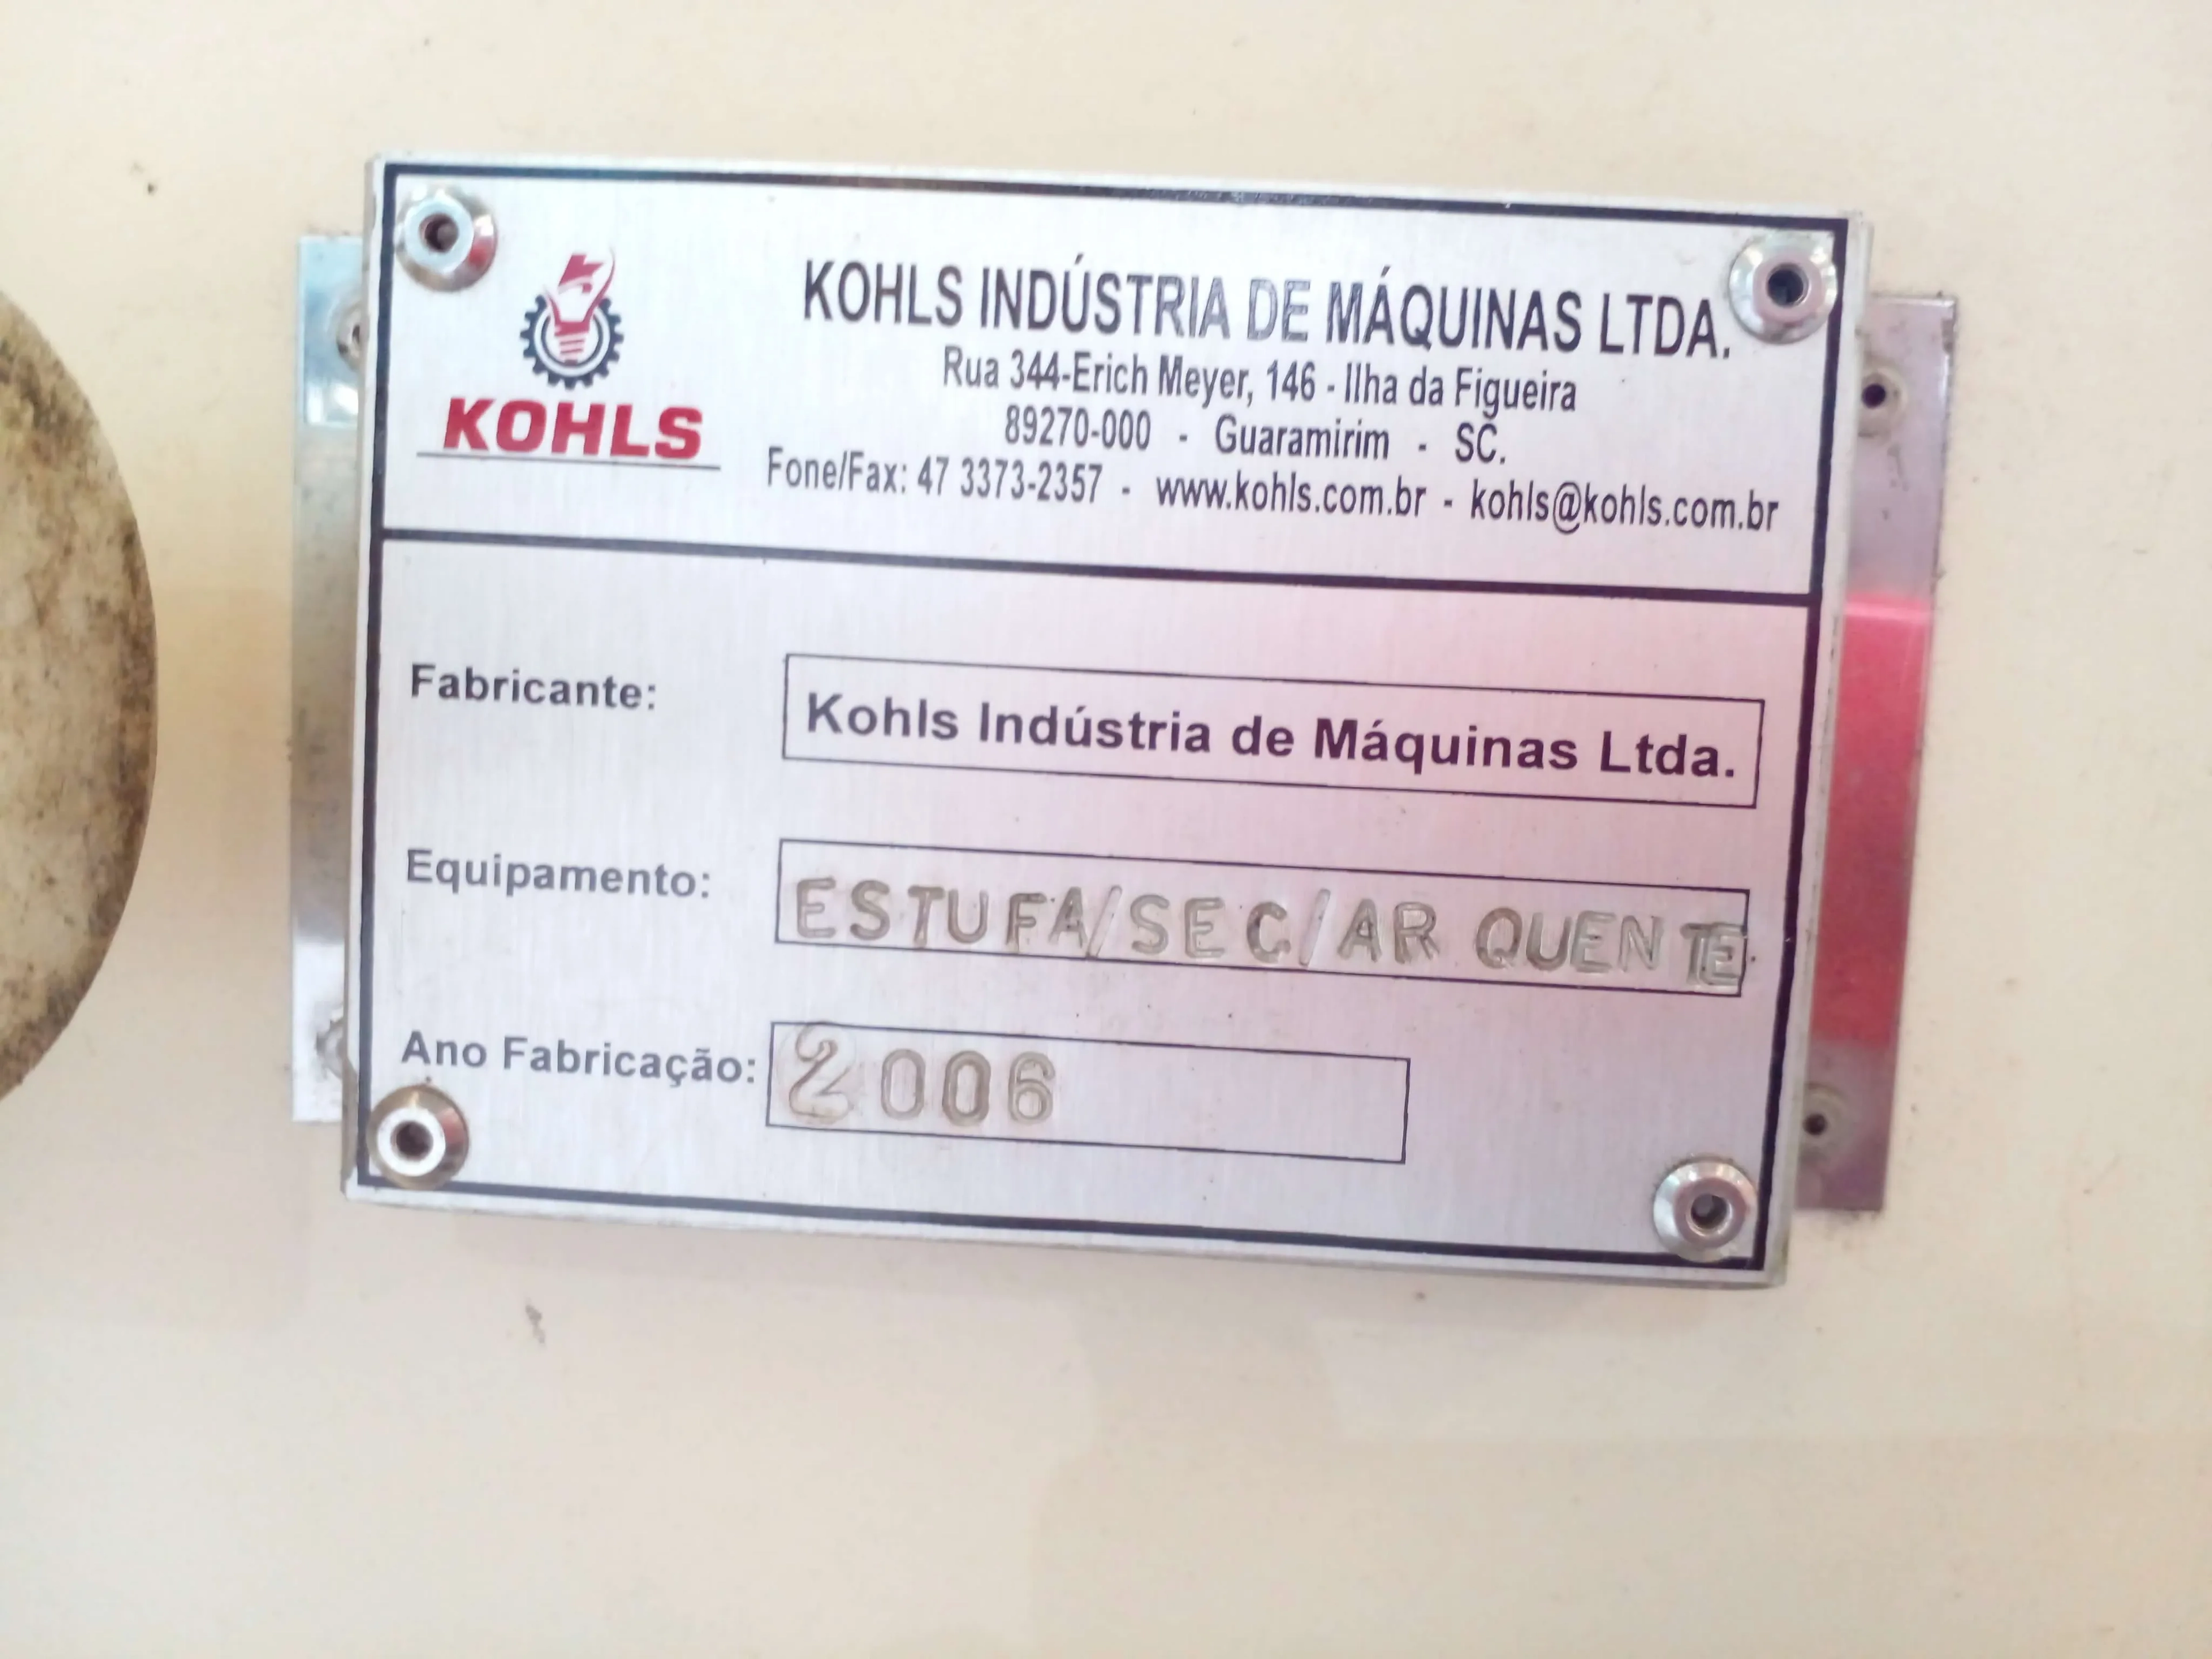 KOHLS
KOHLS INDÚSTRIA DE MÁQUINAS LTDA.
Rua 344-Erich Meyer, 146 - Ilha da Figueira
89270-000 - Guaramirim - SC.
Fone/Fax: 47 3373-2357 - www.kohls.com.br - kohls@kohls.com.br
Fabricante: Kohls Indústria de Máquinas Ltda.
Equipamento: ESTUFA/SEC/AR QUENTE
Ano Fabricação: 2006